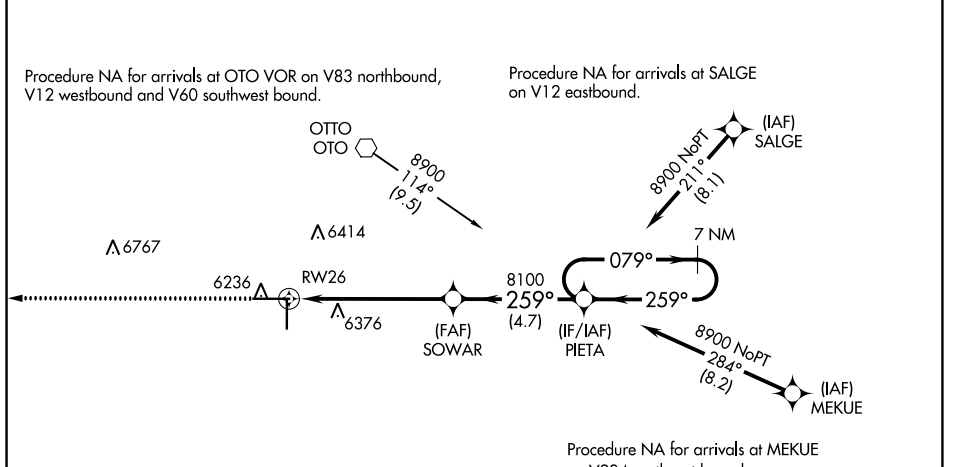 Procedure NA for arrivals at OTO VOR on V83 northbound,
V12 westbound and V60 southwest bound.
Procedure NA for arrivals at SALGE
on V12 eastbound.
OTTO
OTO
8900
114°
(9.5)
(IAF)
SALGE
8900 NoPT
211°
(8.1)
6767
6414
7 NM
079°
6236
RW26
8100
259°
(4.7)
259°
6376
(FAF)
SOWAR
(IF/IAF)
PIETA
8900 NoPT
284°
(8.2)
(IAF)
MEKUE
Procedure NA for arrivals at MEKUE